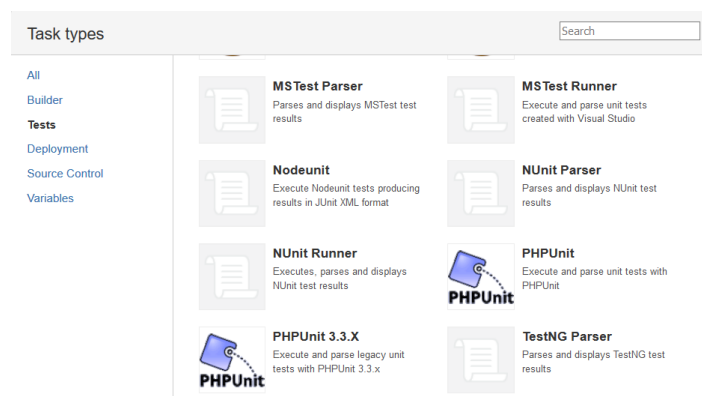 Task types
Search
All
Builder
Tests
Deployment
Source Control
Variables
MSTest Parser
Parses and displays MSTest test
results
MSTest Runner
Execute and parse unit tests
created with Visual Studio
Nodeunit
Execute Nodeunit tests producing
results in JUnit XML format
NUnit Parser
Parses and displays NUnit test
results
NUnit Runner
Executes, parses and displays
NUnit test results
PHPUnit
PHPUnit
Execute and parse unit tests with
PHPUnit
PHPUnit
PHPUnit 3.3.X
Execute and parse legacy unit
tests with PHPUnit 3.3.x
TestNG Parser
Parses and displays TestNG test
results